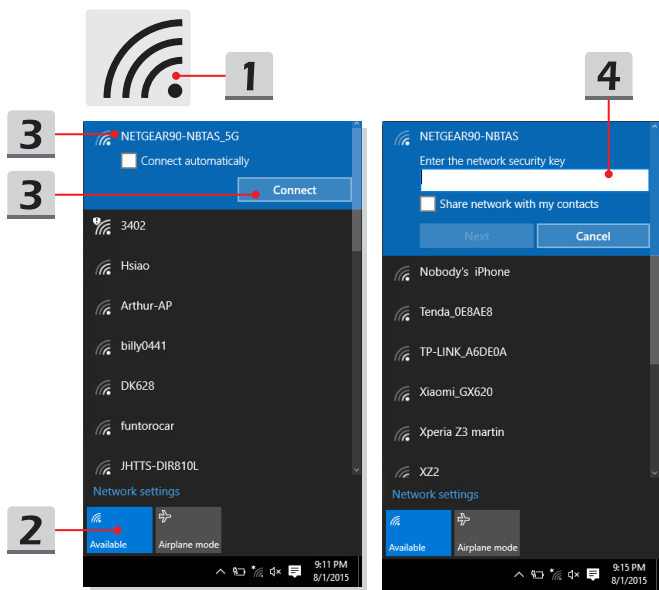 1
3
NETGEAR90-NBTAS_5G
Connect automatically
3
Connect
3402
Hsiao
Arthur-AP
billy0441
DK628
funtorocar
JHTTS-DIR810L
Network settings
2
Available
Airplane mode
9:11 PM
8/1/2015
4
NETGEAR90-NBTAS
Enter the network security key
Share network with my contacts
Next
Cancel
Nobody's iPhone
Tenda_0E8AE8
TP-LINK_A6DE0A
Xiaomi_GX620
Xperia Z3 martin
XZ2
Network settings
Available
Airplane mode
9:15 PM
8/1/2015